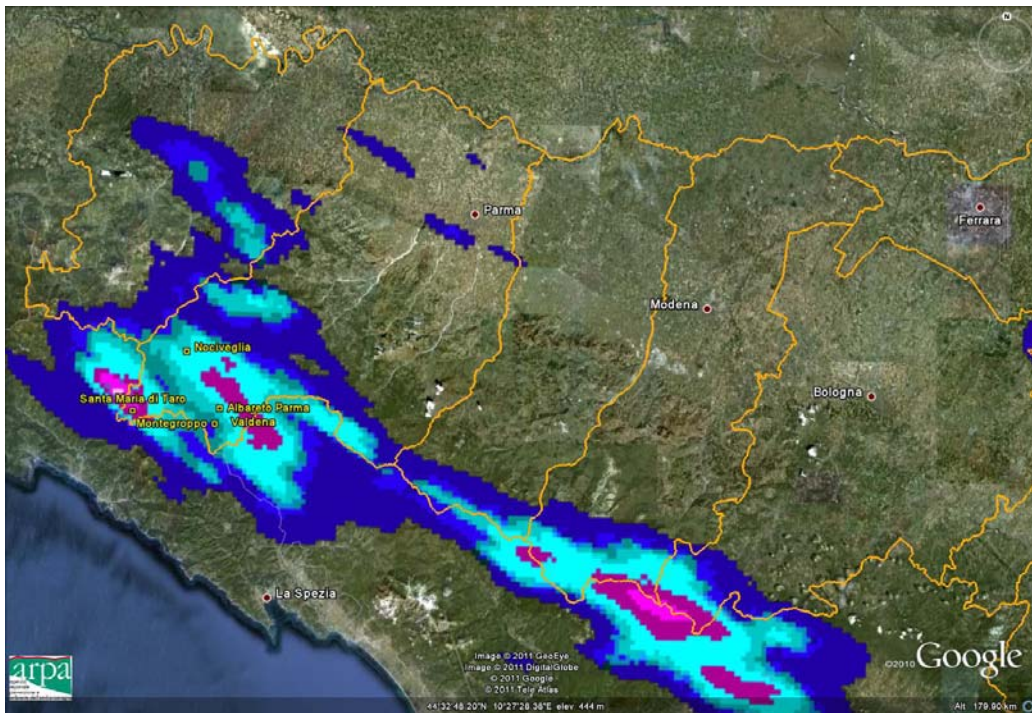 N
Parma
Ferrara
Modena
Nociveglia
Bologna
Santa Maria di Taro
Albareto Parma
Montegroppo
Valdena
La Spezia
Image © 2011 GeoEye
Image © 2011 DigitalGlobe
© 2011 Google
© 2011 Tele Atlas
©2010 Google
arpa
44°32'48.20"N 10°27'28.36"E elev 444 m
Alt 179.90 km